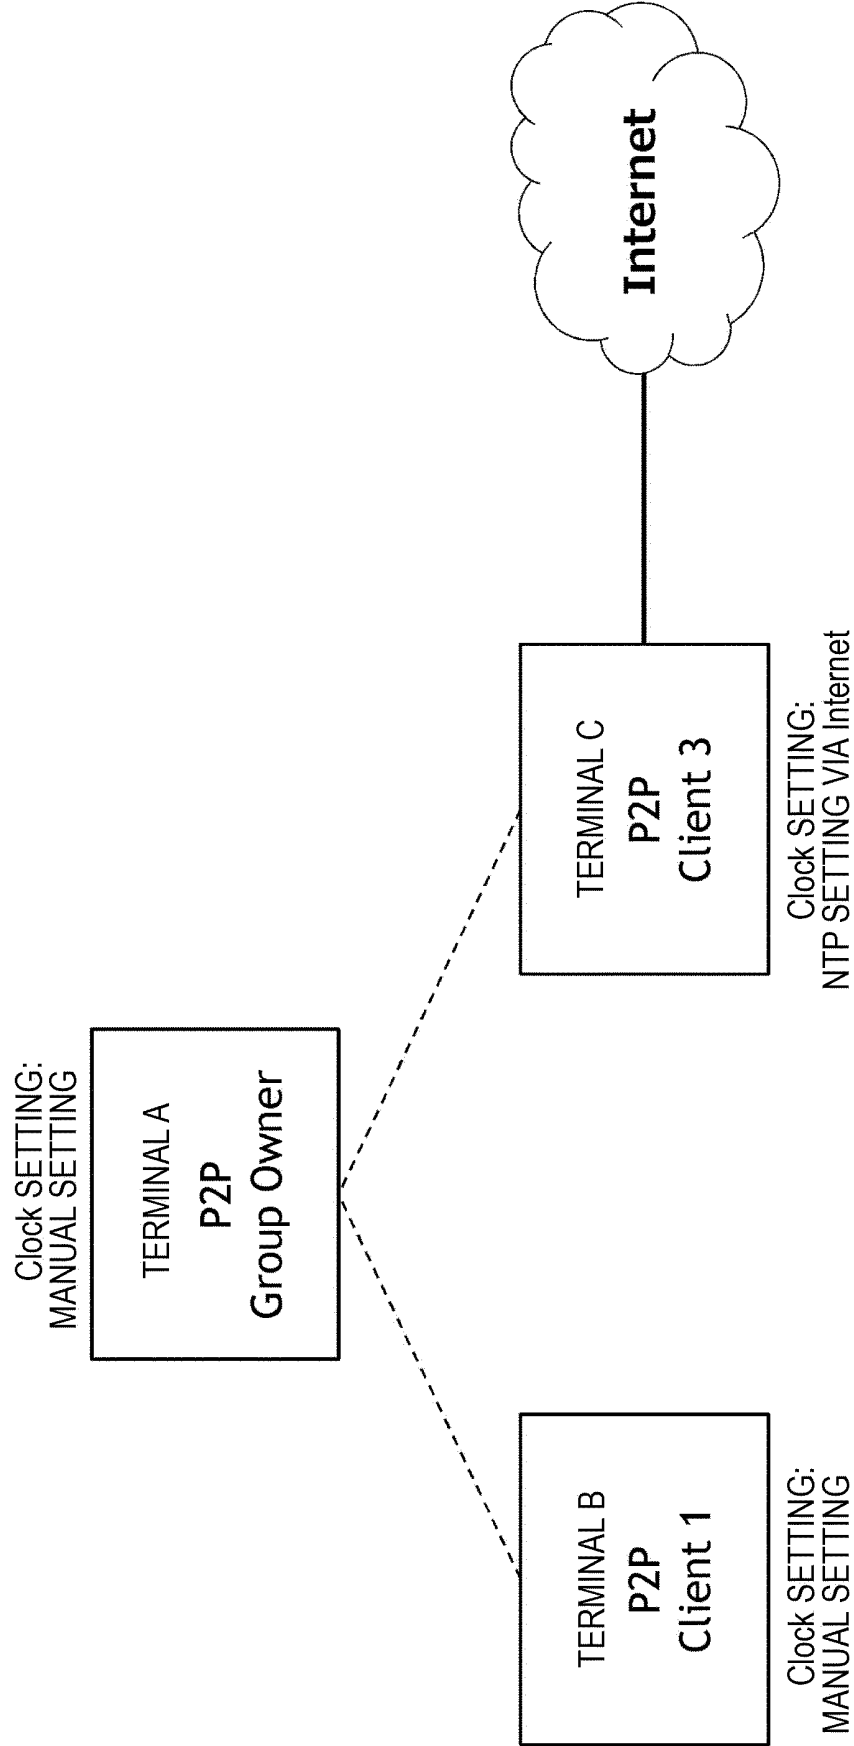 Clock SETTING:
MANUAL SETTING
TERMINAL A
P2P
Group Owner
TERMINAL B
P2P
Client 1
Clock SETTING:
MANUAL SETTING
TERMINAL C
P2P
Client 3
Clock SETTING:
NTP SETTING VIA Internet
Internet